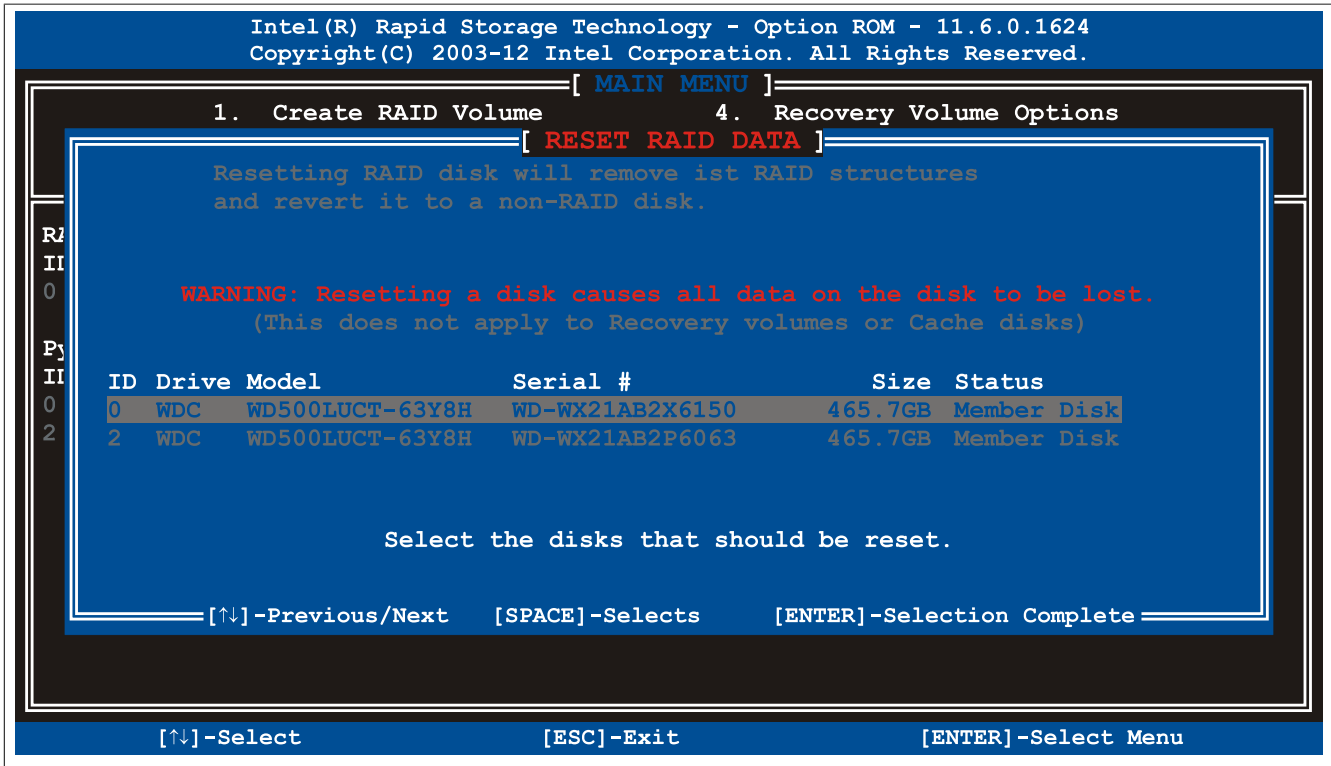 Intel(R) Rapid Storage Technology - Option ROM - 11.6.0.1624
Copyright(C) 2003-12 Intel Corporation. All Rights Reserved.
[ MAIN MENU ]
1. Create RAID Volume 4. Recovery Volume Options
[ RESET RAID DATA ]
Resetting RAID disk will remove ist RAID structures
and revert it to a non-RAID disk.
WARNING: Resetting a disk causes all data on the disk to be lost.
(This does not apply to Recovery volumes or Cache disks)
ID Drive Model Serial # Size Status
0 WDC WD500LUCT-63Y8H WD-WX21AB2X6150 465.7GB Member Disk
2 WDC WD500LUCT-63Y8H WD-WX21AB2P6063 465.7GB Member Disk
Select the disks that should be reset.
[↑↓]-Previous/Next [SPACE]-Selects [ENTER]-Selection Complete
0
0
2
[↑↓]-Select [ESC]-Exit [ENTER]-Select Menu